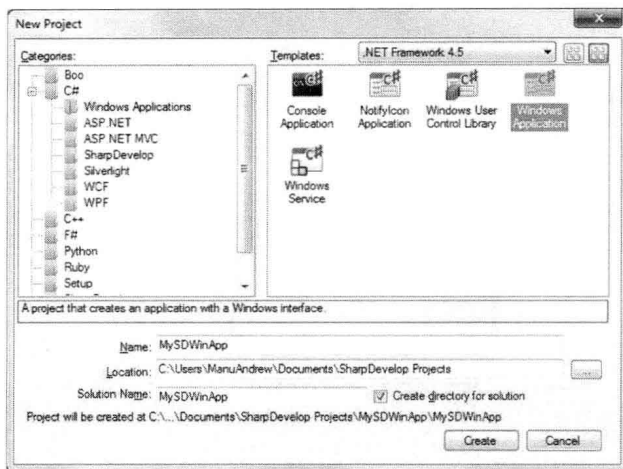 New Project
Categories:
Templates:
.NET Framework 4.5
Boo
C#
Windows Applications
ASP.NET
ASP.NET MVC
SharpDevelop
Silverlight
WCF
WPF
C++
F#
Python
Ruby
Setup
Console Application
NotifyIcon Application
Windows User Control Library
Windows Application
Windows Service
A project that creates an application with a Windows interface.
Name: MySDWinApp
Location: C:\Users\ManuAndrew\Documents\SharpDevelop Projects
...
Solution Name: MySDWinApp
Create directory for solution
Project will be created at C:\...\Documents\SharpDevelop Projects\MySDWinApp\MySDWinApp
Create
Cancel